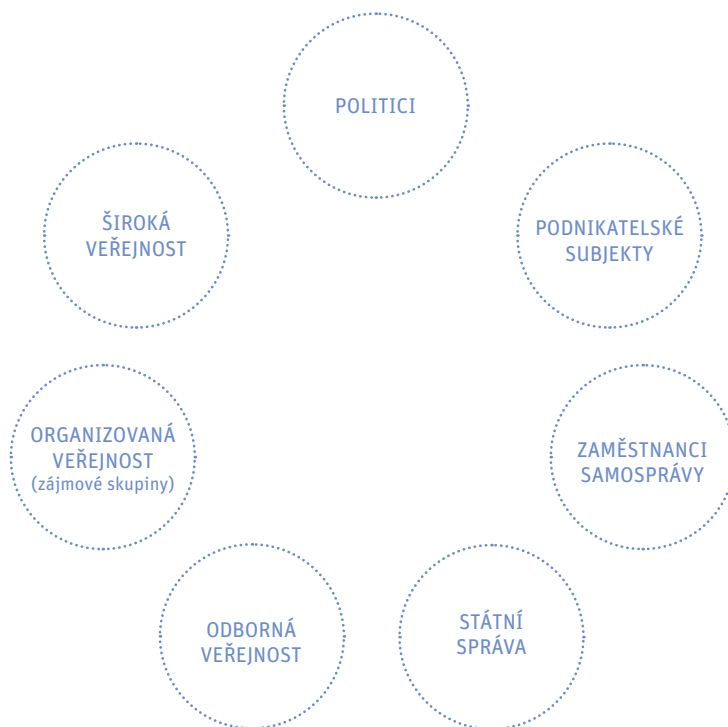 POLITICI
ŠIROKÁ
VEŘEJNOST
PODNIKATELSKÉ
SUBJEKTY
ORGANIZOVANÁ
VEŘEJNOST
(zájmové skupiny)
ZAMĚSTNANCI
SAMOSPRÁVY
ODBORNÁ
VEŘEJNOST
STÁTNÍ
SPRÁVA